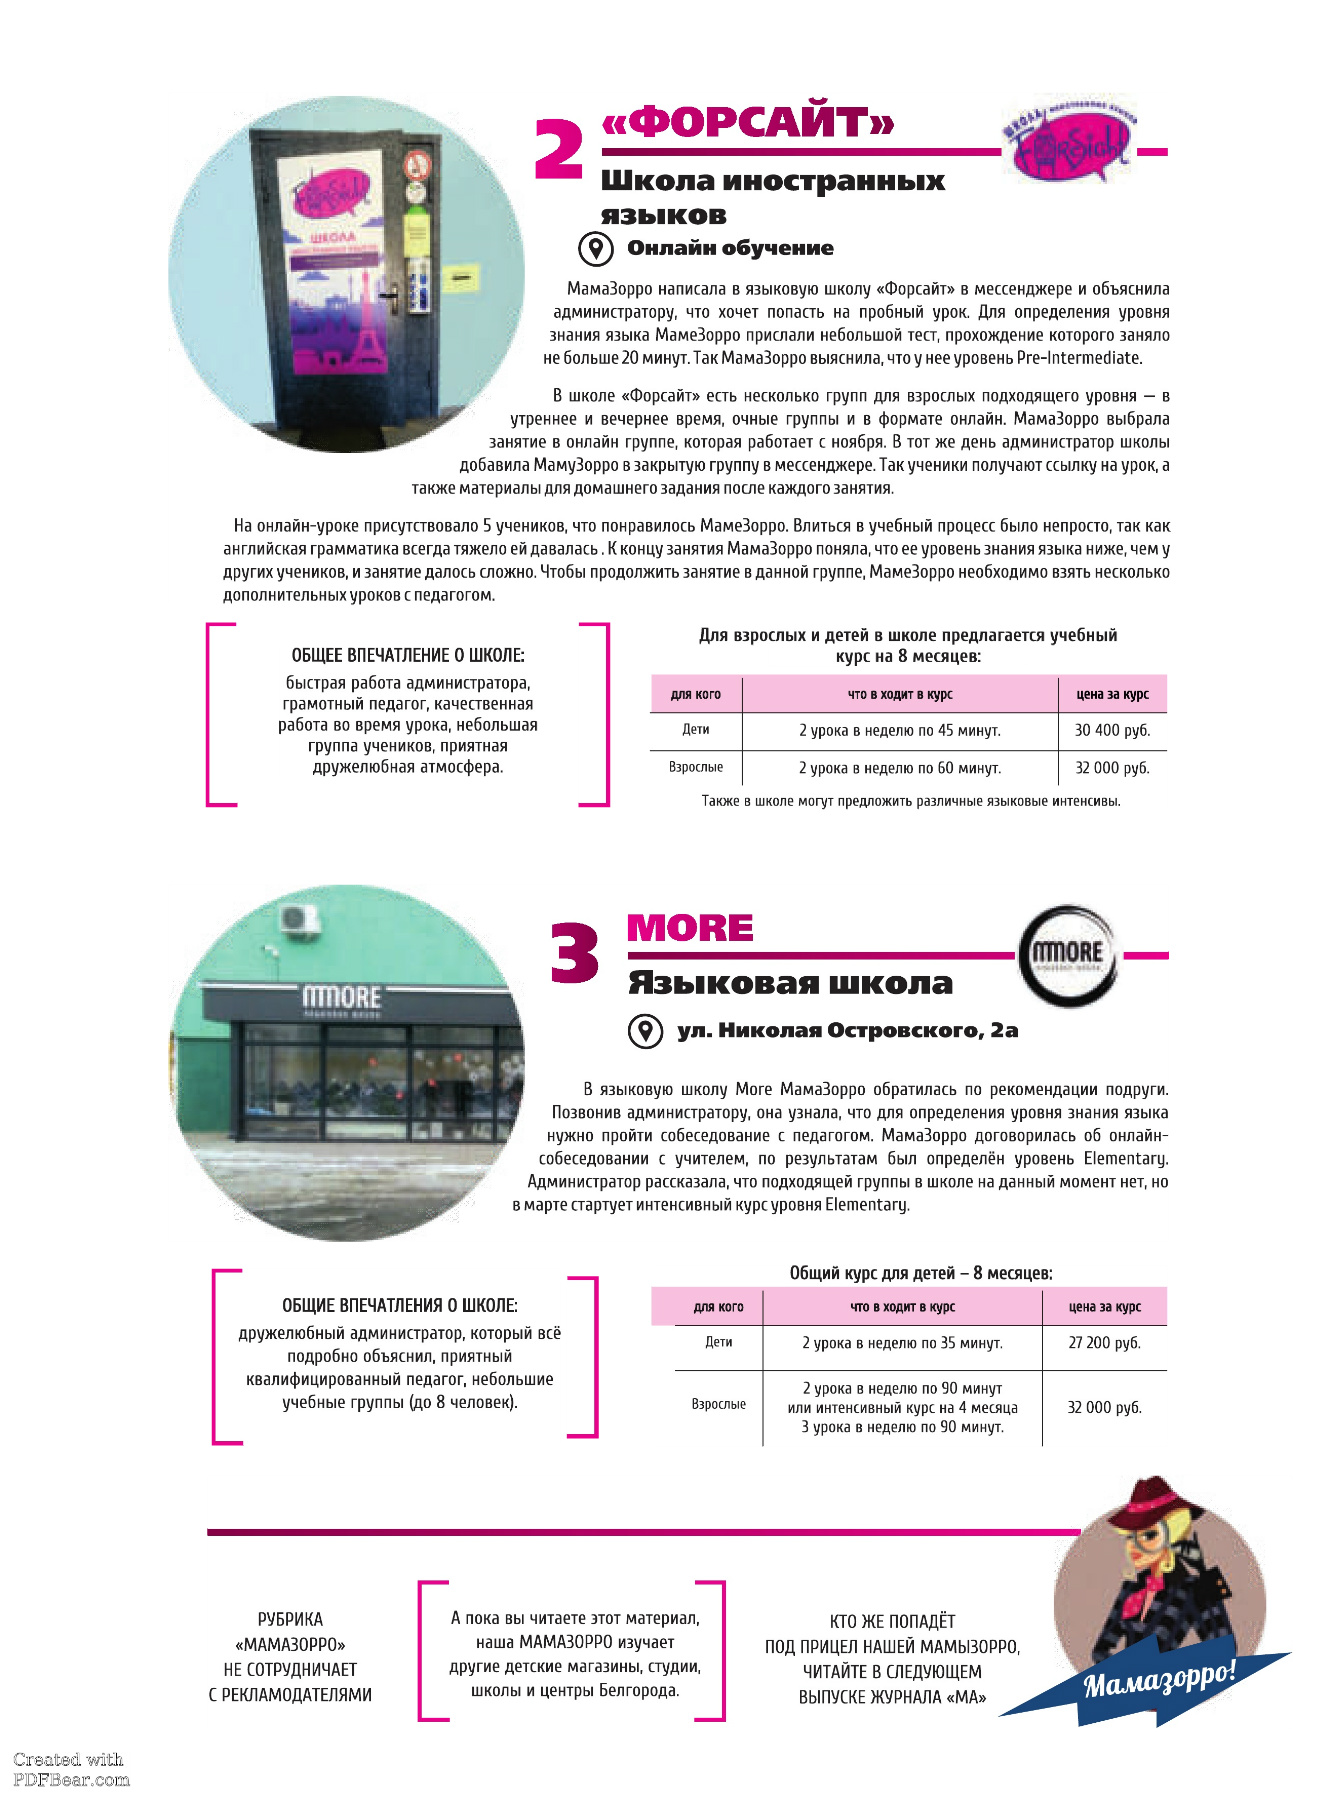 2
«ФОРСАЙТ»
Школа иностранных
языков
Онлайн обучение
ШКОЛА
ForSight
МамаЗорро написала в языковую школу «Форсайт» в мессенджере и объяснила
администратору, что хочет попасть на пробный урок. Для определения уровня
знания языка МамеЗорро прислали небольшой тест, прохождение которого заняло
не больше 20 минут. Так МамаЗорро выяснила, что у нее уровень Pre-Intermediate.
В школе «Форсайт» есть несколько групп для взрослых подходящего уровня — в
утреннее и вечернее время, очные группы и в формате онлайн. МамаЗорро выбрала
занятие в онлайн группе, которая работает с ноября. В тот же день администратор школы
добавила МамуЗорро в закрытую группу в мессенджере. Так ученики получают ссылку на урок, а
также материалы для домашнего задания после каждого занятия.
На онлайн-уроке присутствовало 5 учеников, что понравилось МамеЗорро. Влиться в учебный процесс было непросто, так как
английская грамматика всегда тяжело ей давалась . К концу занятия МамаЗорро поняла, что ее уровень знания языка ниже, чем у
других учеников, и занятие далось сложно. Чтобы продолжить занятие в данной группе, МамеЗорро необходимо взять несколько
дополнительных уроков с педагогом.
ОБЩЕЕ ВПЕЧАТЛЕНИЕ О ШКОЛЕ:
быстрая работа администратора,
грамотный педагог, качественная
работа во время урока, небольшая
группа учеников, приятная
дружелюбная атмосфера.
Для взрослых и детей в школе предлагается учебный
курс на 8 месяцев:
для кого что в ходит в курс цена за курс
Дети 2 урока в неделю по 45 минут. 30 400 руб.
Взрослые 2 урока в неделю по 60 минут. 32 000 руб.
Также в школе могут предложить различные языковые интенсивы.
3
MORE
Языковая школа
ул. Николая Островского, 2а
MORE
MORE
В языковую школу More МамаЗорро обратилась по рекомендации подруги.
Позвонив администратору, она узнала, что для определения уровня знания языка
нужно пройти собеседование с педагогом. МамаЗорро договорилась об онлайн-
собеседовании с учителем, по результатам был определён уровень Elementary.
Администратор рассказала, что подходящей группы в школе на данный момент нет, но
в марте стартует интенсивный курс уровня Elementary.
ОБЩИЕ ВПЕЧАТЛЕНИЯ О ШКОЛЕ:
дружелюбный администратор, который всё
подробно объяснил, приятный
квалифицированный педагог, небольшие
учебные группы (до 8 человек).
Общий курс для детей – 8 месяцев:
для кого что в ходит в курс цена за курс
Дети 2 урока в неделю по 35 минут. 27 200 руб.
Взрослые 2 урока в неделю по 90 минут
или интенсивный курс на 4 месяца
3 урока в неделю по 90 минут. 32 000 руб.
РУБРИКА
«МАМАЗОРРО»
НЕ СОТРУДНИЧАЕТ
С РЕКЛАМОДАТЕЛЯМИ
А пока вы читаете этот материал,
наша МАМАЗОРРО изучает
другие детские магазины, студии,
школы и центры Белгорода.
КТО ЖЕ ПОПАДЁТ
ПОД ПРИЦЕЛ НАШЕЙ МАМЫЗОРРО,
ЧИТАЙТЕ В СЛЕДУЮЩЕМ
ВЫПУСКЕ ЖУРНАЛА «МА»
Мамазорро!
Created with
PDFBear.com